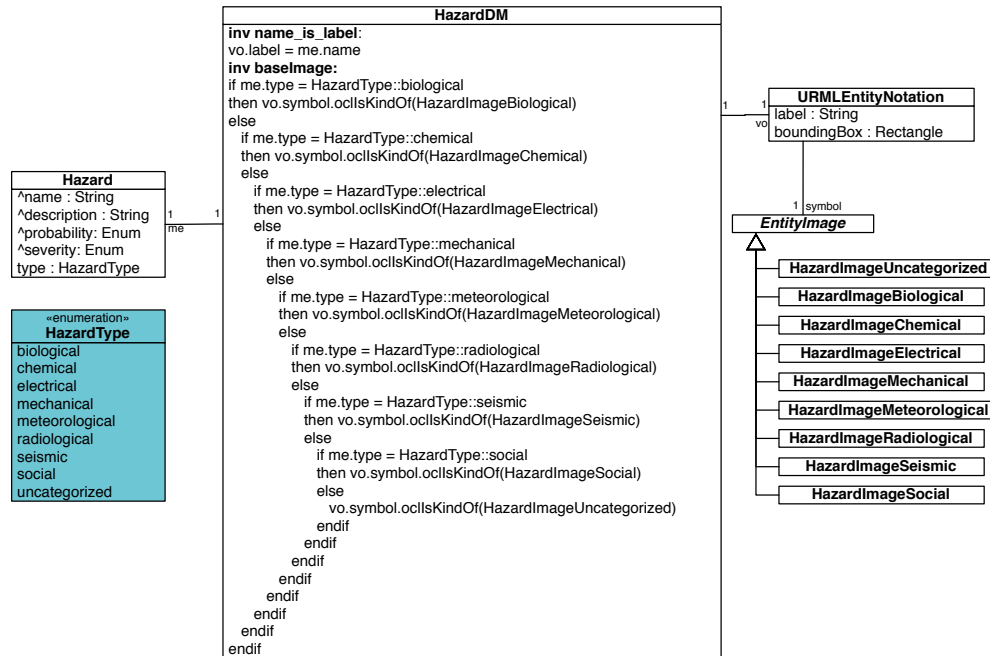 HazardDM
inv name_is_label:
vo.label = me.name
inv baseImage:
if me.type = HazardType::biological
then vo.symbol.oclIsKindOf(HazardImageBiological)
else
if me.type = HazardType::chemical
then vo.symbol.oclIsKindOf(HazardImageChemical)
else
if me.type = HazardType::electrical
then vo.symbol.oclIsKindOf(HazardImageElectrical)
else
if me.type = HazardType::mechanical
then vo.symbol.oclIsKindOf(HazardImageMechanical)
else
if me.type = HazardType::meteorological
then vo.symbol.oclIsKindOf(HazardImageMeteorological)
else
if me.type = HazardType::radiological
then vo.symbol.oclIsKindOf(HazardImageRadiological)
else
if me.type = HazardType::seismic
then vo.symbol.oclIsKindOf(HazardImageSeismic)
else
if me.type = HazardType::social
then vo.symbol.oclIsKindOf(HazardImageSocial)
else
vo.symbol.oclIsKindOf(HazardImageUncategorized)
endif
endif
endif
endif
endif
endif
endif
endif
Hazard
^name : String
^description : String
^probability: Enum
^severity: Enum
type : HazardType
1
me
1
«enumeration»
HazardType
biological
chemical
electrical
mechanical
meteorological
radiological
seismic
social
uncategorized
1
1
vo
URMLEntityNotation
label : String
boundingBox : Rectangle
1 symbol
EntityImage
HazardImageUncategorized
HazardImageBiological
HazardImageChemical
HazardImageElectrical
HazardImageMechanical
HazardImageMeteorological
HazardImageRadiological
HazardImageSeismic
HazardImageSocial